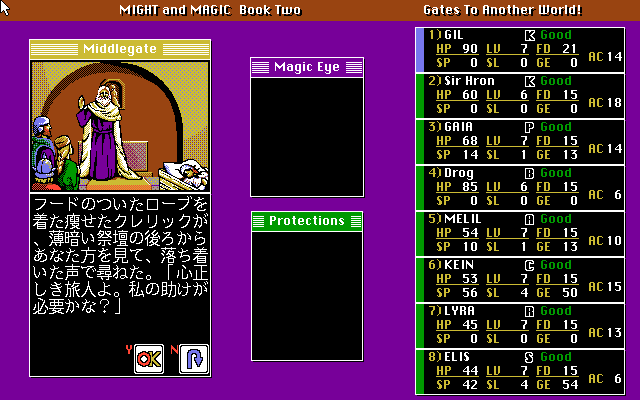 MIGHT and MAGIC Book Two
Gates To Another World!
Middlegate
フードのついたローブを
着た痩せたクレリックが
、薄暗い祭壇の後ろから
あなた方を見て、落ち着
いた声で尋ねた。「心正
しき旅人よ。私の助けが
必要かな？」
Y OK N
Magic Eye
Protections
1) GIL K Good
HP 90 LV 7 FD 21
SP 0 SL 0 GE 0 AC 14
2) Sir Hron K Good
HP 60 LV 6 FD 15
SP 0 SL 0 GE 0 AC 18
3) GAIA P Good
HP 68 LV 7 FD 15
SP 14 SL 1 GE 13 AC 14
4) Drog B Good
HP 85 LV 6 FD 15
SP 0 SL 0 GE 0 AC 6
5) MELIL A Good
HP 54 LV 7 FD 15
SP 10 SL 1 GE 13 AC 10
6) KEIN C Good
HP 53 LV 7 FD 15
SP 56 SL 4 GE 50 AC 15
7) LYRA R Good
HP 45 LV 7 FD 15
SP 0 SL 0 GE 0 AC 13
8) ELIS S Good
HP 44 LV 7 FD 15
SP 42 SL 4 GE 54 AC 6